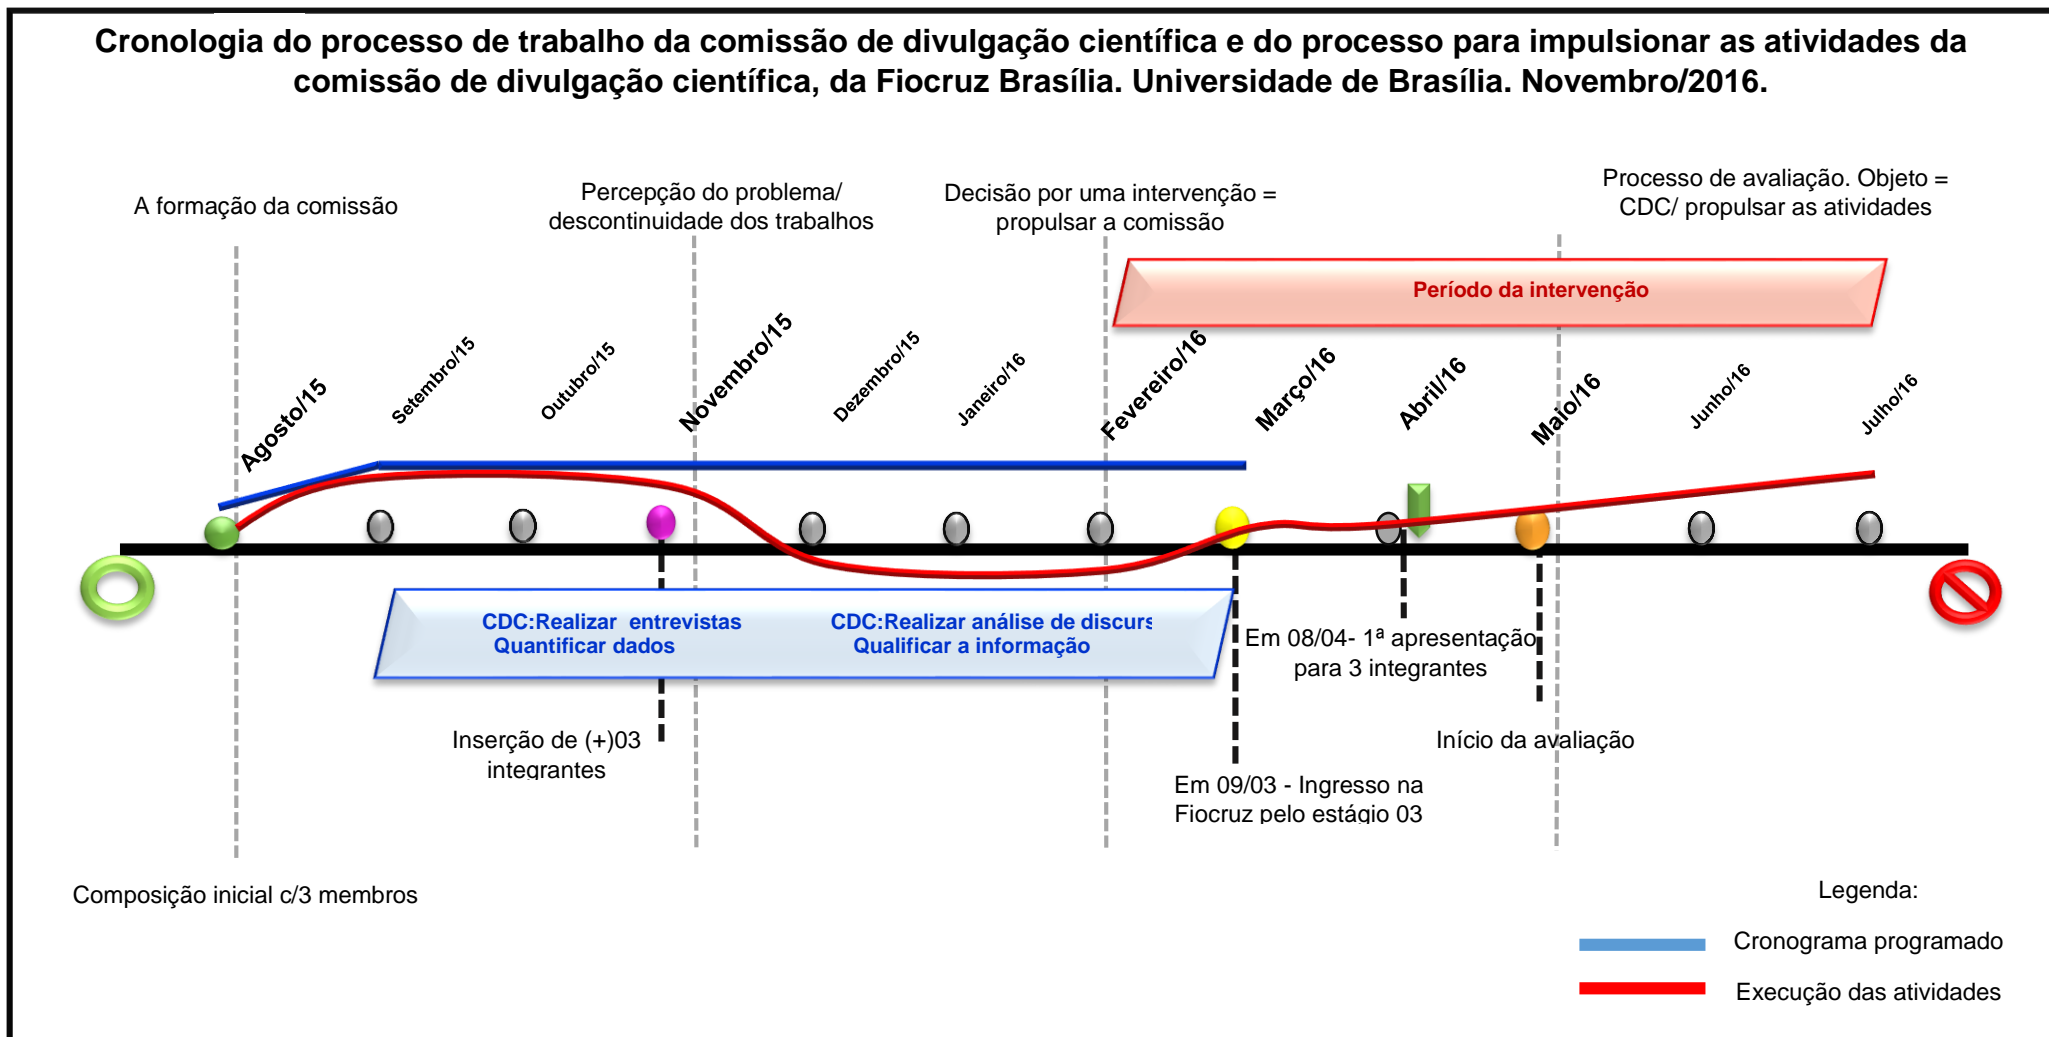 Cronologia do processo de trabalho da comissão de divulgação científica e do processo para impulsionar as atividades da
comissão de divulgação científica, da Fiocruz Brasília. Universidade de Brasília. Novembro/2016.
A formação da comissão
Percepção do problema/
descontinuidade dos trabalhos
Decisão por uma intervenção =
propulsar a comissão
Processo de avaliação. Objeto =
CDC/ propulsar as atividades
Período da intervenção
Agosto/15
Setembro/15
Outubro/15
Novembro/15
Dezembro/15
Janeiro/16
Fevereiro/16
Março/16
Abril/16
Maio/16
Junho/16
Julho/16
CDC:Realizar entrevistas
Quantificar dados
CDC:Realizar análise de discurs
Qualificar a informação
Em 08/04- 1ª apresentação
para 3 integrantes
Inserção de (+)03
integrantes
Início da avaliação
Em 09/03 - Ingresso na
Fiocruz pelo estágio 03
Composição inicial c/3 membros
Legenda:
Cronograma programado
Execução das atividades